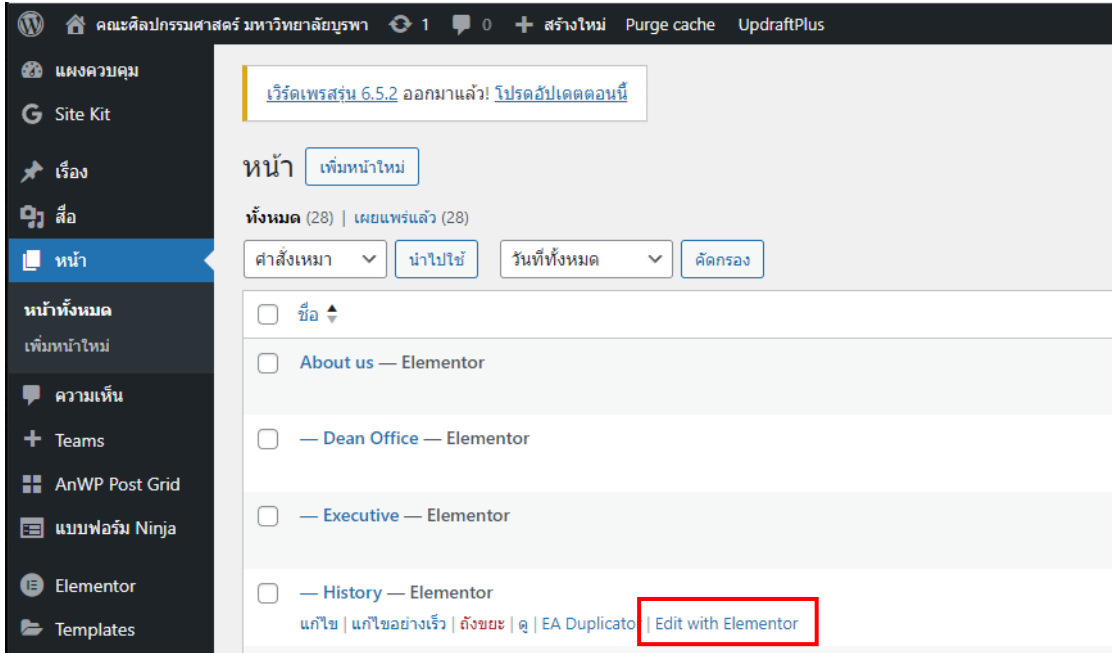 คณะศิลปกรรมศาสตร์ มหาวิทยาลัยบูรพา 1 0 สร้างใหม่ Purge cache UpdraftPlus
แผงควบคุม
Site Kit
เรื่อง
สื่อ
หน้า
หน้าทั้งหมด
เพิ่มหน้าใหม่
ความเห็น
Teams
AnWP Post Grid
แบบฟอร์ม Ninja
Elementor
Templates
เวิร์ดเพรสรุ่น 6.5.2 ออกมาแล้ว! โปรดอัปเดตตอนนี้
หน้า เพิ่มหน้าใหม่
ทั้งหมด (28) | เผยแพร่แล้ว (28)
คำสั่งเหมา นำไปใช้ วันที่ทั้งหมด คัดกรอง
ชื่อ
About us — Elementor
— Dean Office — Elementor
— Executive — Elementor
— History — Elementor
แก้ไข | แก้ไขอย่างเร็ว | ถังขยะ | ดู | EA Duplicator | Edit with Elementor